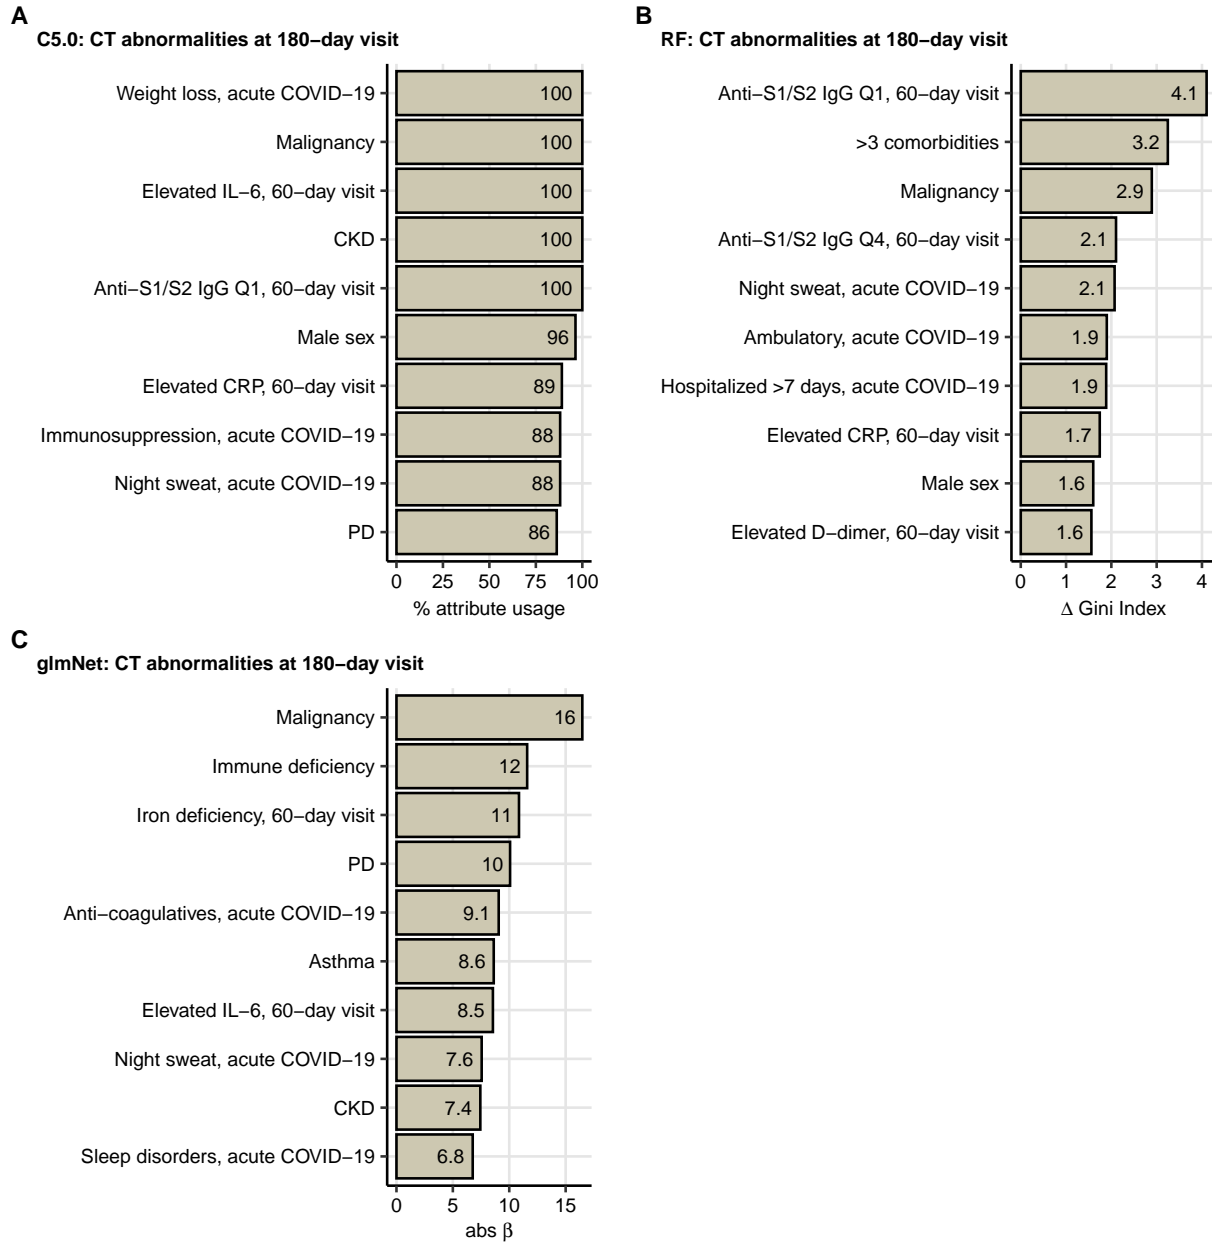 A
C5.0: CT abnormalities at 180−day visit
Weight loss, acute COVID−19 100
Malignancy 100
Elevated IL−6, 60−day visit 100
CKD 100
Anti−S1/S2 IgG Q1, 60−day visit 100
Male sex 96
Elevated CRP, 60−day visit 89
Immunosuppression, acute COVID−19 88
Night sweat, acute COVID−19 88
PD 86
0 25 50 75 100
% attribute usage
B
RF: CT abnormalities at 180−day visit
Anti−S1/S2 IgG Q1, 60−day visit 4.1
>3 comorbidities 3.2
Malignancy 2.9
Anti−S1/S2 IgG Q4, 60−day visit 2.1
Night sweat, acute COVID−19 2.1
Ambulatory, acute COVID−19 1.9
Hospitalized >7 days, acute COVID−19 1.9
Elevated CRP, 60−day visit 1.7
Male sex 1.6
Elevated D−dimer, 60−day visit 1.6
0 1 2 3 4
Δ Gini Index
C
glmNet: CT abnormalities at 180−day visit
Malignancy 16
Immune deficiency 12
Iron deficiency, 60−day visit 11
PD 10
Anti−coagulatives, acute COVID−19 9.1
Asthma 8.6
Elevated IL−6, 60−day visit 8.5
Night sweat, acute COVID−19 7.6
CKD 7.4
Sleep disorders, acute COVID−19 6.8
0 5 10 15
abs β